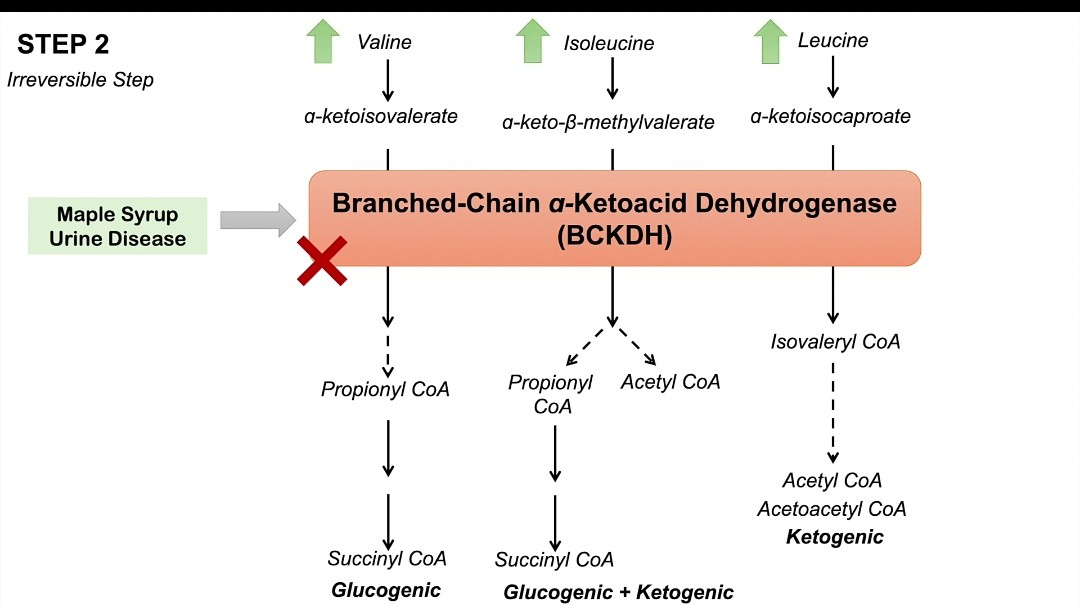 STEP 2
Irreversible Step
Valine
Isoleucine
Leucine
ɑ-ketoisovalerate
ɑ-keto-β-methylvalerate
ɑ-ketoisocaproate
Maple Syrup
Urine Disease
Branched-Chain ɑ-Ketoacid Dehydrogenase
(BCKDH)
Isovaleryl CoA
Propionyl CoA
Propionyl
CoA
Acetyl CoA
Acetyl CoA
Acetoacetyl CoA
Ketogenic
Succinyl CoA
Glucogenic
Succinyl CoA
Glucogenic + Ketogenic